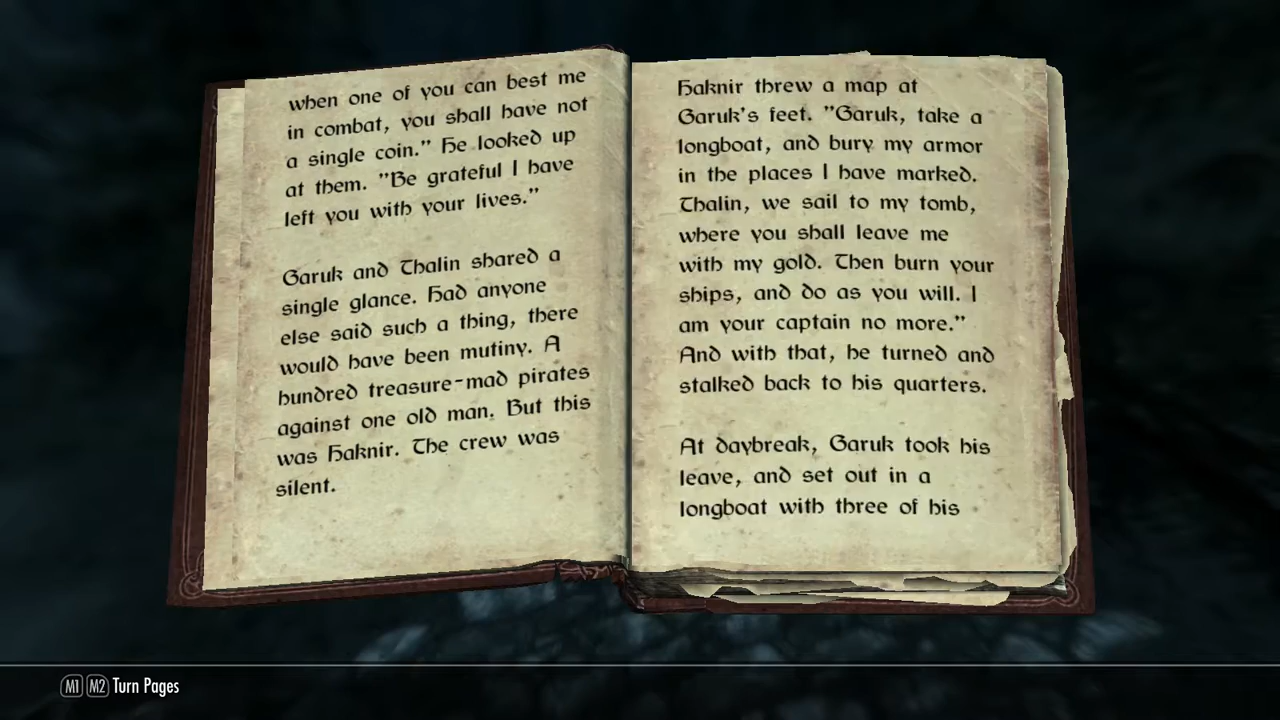 when one of you can best me
in combat, you shall have not
a single coin." He looked up
at them. "Be grateful I have
left you with your lives."
Garuk and Thalin shared a
single glance. Had anyone
else said such a thing, there
would have been mutiny. A
hundred treasure-mad pirates
against one old man. But this
was Haknir. The crew was
silent.
Haknir threw a map at
Garuk's feet. "Garuk, take a
longboat, and bury my armor
in the places I have marked.
Thalin, we sail to my tomb,
where you shall leave me
with my gold. Then burn your
ships, and do as you will. I
am your captain no more."
And with that, he turned and
stalked back to his quarters.
At daybreak, Garuk took his
leave, and set out in a
longboat with three of his
M1 M2 Turn Pages